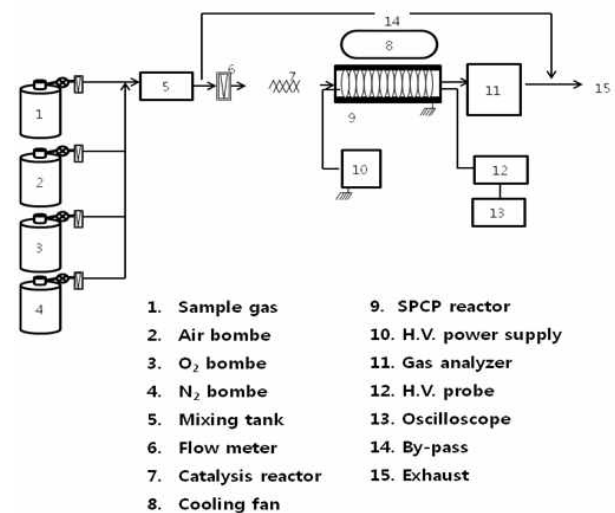 14
8
6
7
5
1
11
15
9
2
10
12
3
13
4
1. Sample gas
2. Air bombe
3. O₂ bombe
4. N₂ bombe
5. Mixing tank
6. Flow meter
7. Catalysis reactor
8. Cooling fan
9. SPCP reactor
10. H.V. power supply
11. Gas analyzer
12. H.V. probe
13. Oscilloscope
14. By-pass
15. Exhaust